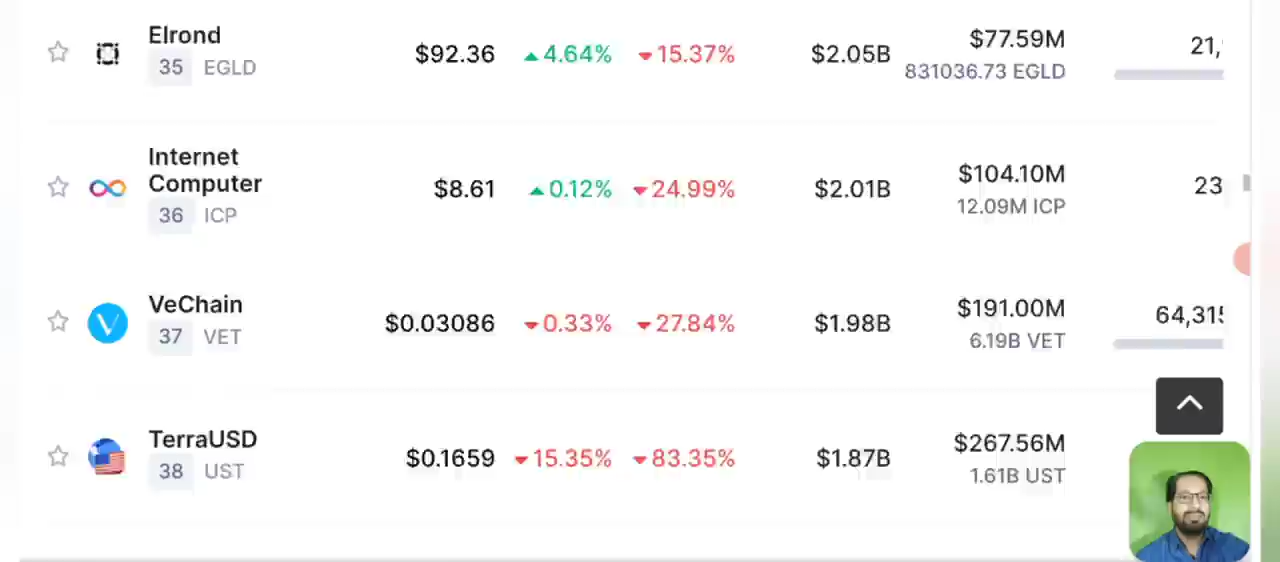 Elrond
35 EGLD
$92.36
4.64%
15.37%
$2.05B
$77.59M
831036.73 EGLD
21,
Internet
Computer
36 ICP
$8.61
0.12%
24.99%
$2.01B
$104.10M
12.09M ICP
23
VeChain
37 VET
$0.03086
0.33%
27.84%
$1.98B
$191.00M
6.19B VET
64,315
TerraUSD
38 UST
$0.1659
15.35%
83.35%
$1.87B
$267.56M
1.61B UST